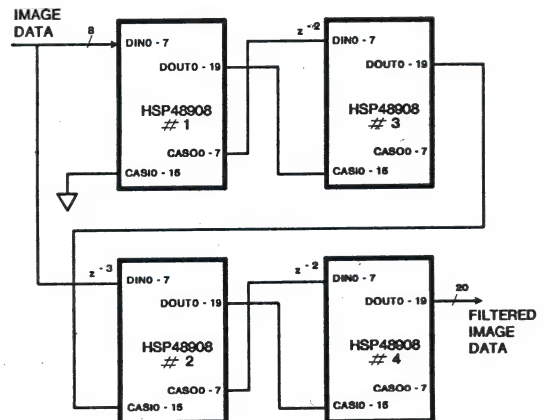 IMAGE
DATA
8
DIN0 - 7
DOUT0 - 19
HSP48908
# 1
CASO0 - 7
CASI0 - 15
z -2
DIN0 - 7
DOUT0 - 19
HSP48908
# 3
CASO0 - 7
CASI0 - 15
z -3
DIN0 - 7
DOUT0 - 19
HSP48908
# 2
CASO0 - 7
CASI0 - 15
z -2
DIN0 - 7
DOUT0 - 19
HSP48908
# 4
CASO0 - 7
CASI0 - 15
20
FILTERED
IMAGE
DATA